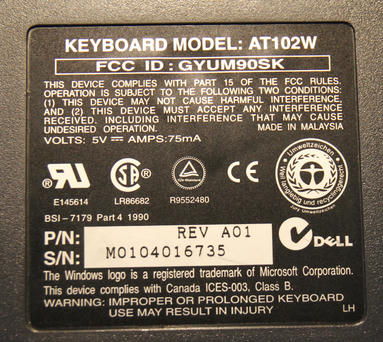 KEYBOARD MODEL: AT102W
FCC ID : GYUM90SK
THIS DEVICE COMPLIES WITH PART 15 OF THE FCC RULES.
OPERATION IS SUBJECT TO THE FOLLOWING TWO CONDITIONS:
(1) THIS DEVICE MAY NOT CAUSE HARMFUL INTERFERENCE,
AND (2) THIS DEVICE MUST ACCEPT ANY INTERFERENCE
RECEIVED. INCLUDING INTERFERENCE THAT MAY CAUSE
UNDESIRED OPERATION. MADE IN MALAYSIA
VOLTS: 5V AMPS:75mA
E145614 LR86682 R9552480
BSI-7179 Part 4 1990
P/N: REV A01
S/N: M0104016735
DELL
The Windows logo is a registered trademark of Microsoft Corporation.
This device complies with Canada ICES-003, Class B.
WARNING: IMPROPER OR PROLONGED KEYBOARD
USE MAY RESULT IN INJURY LH